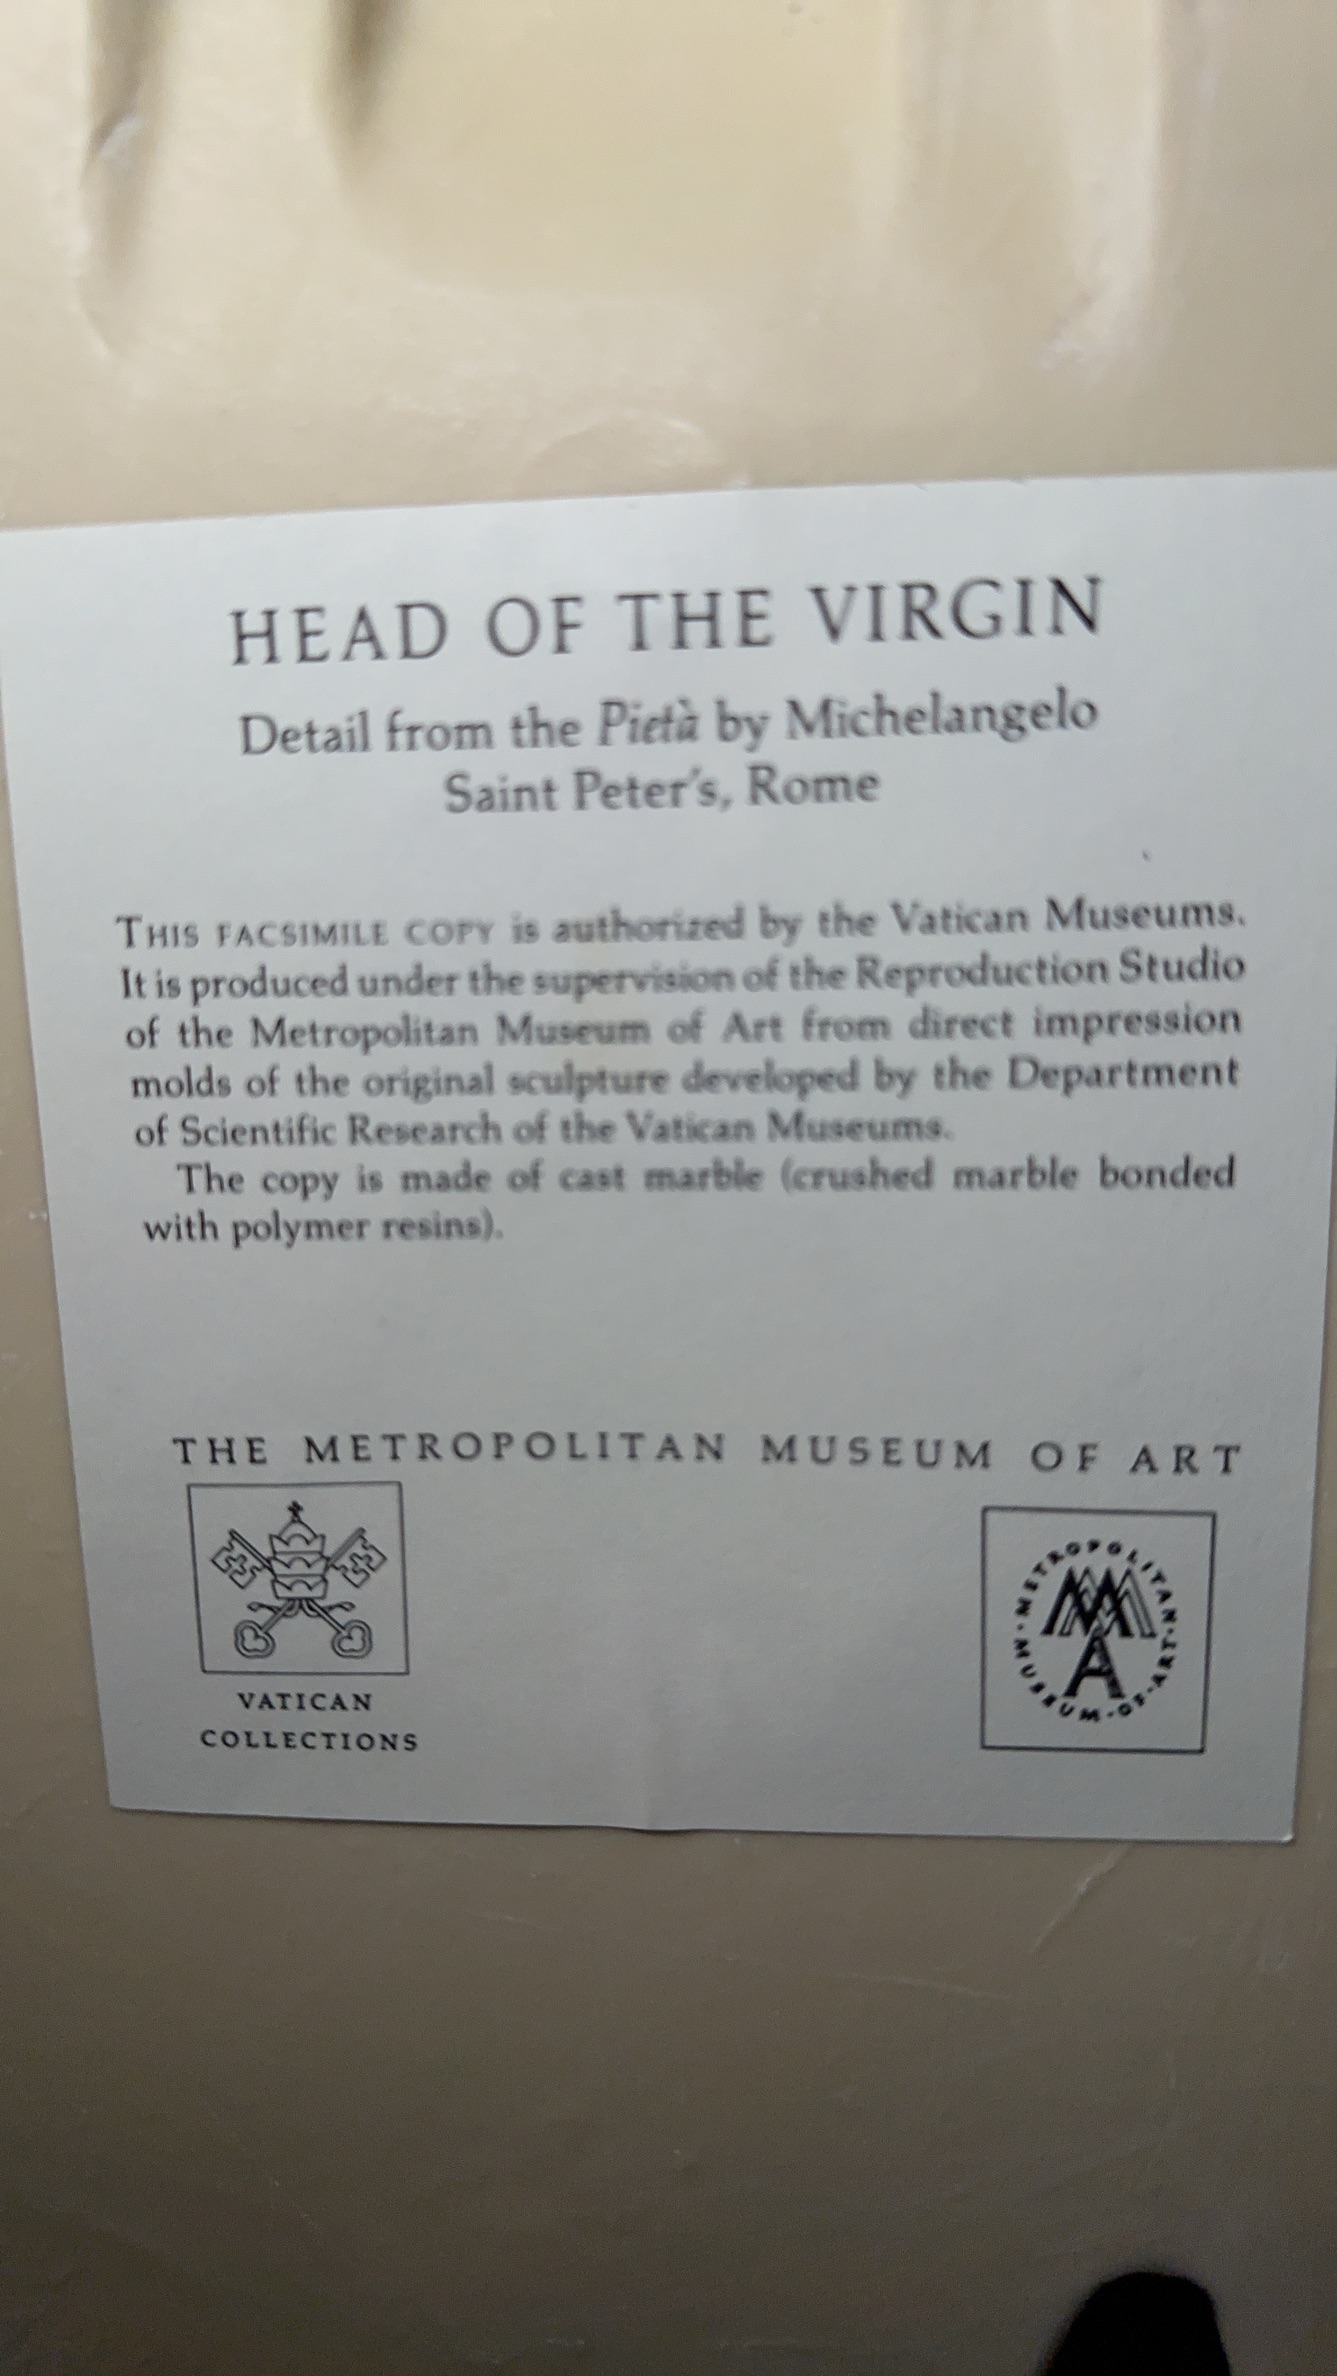 HEAD OF THE VIRGIN
Detail from the Pietà by Michelangelo
Saint Peter's, Rome
THIS FACSIMILE COPY is authorized by the Vatican Museums.
It is produced under the supervision of the Reproduction Studio
of the Metropolitan Museum of Art from direct impression
molds of the original sculpture developed by the Department
of Scientific Research of the Vatican Museums.
The copy is made of cast marble (crushed marble bonded
with polymer resins).
THE METROPOLITAN MUSEUM OF ART
VATICAN
COLLECTIONS
METROPOLITAN·MUSEUM·OF·ART·
MMA